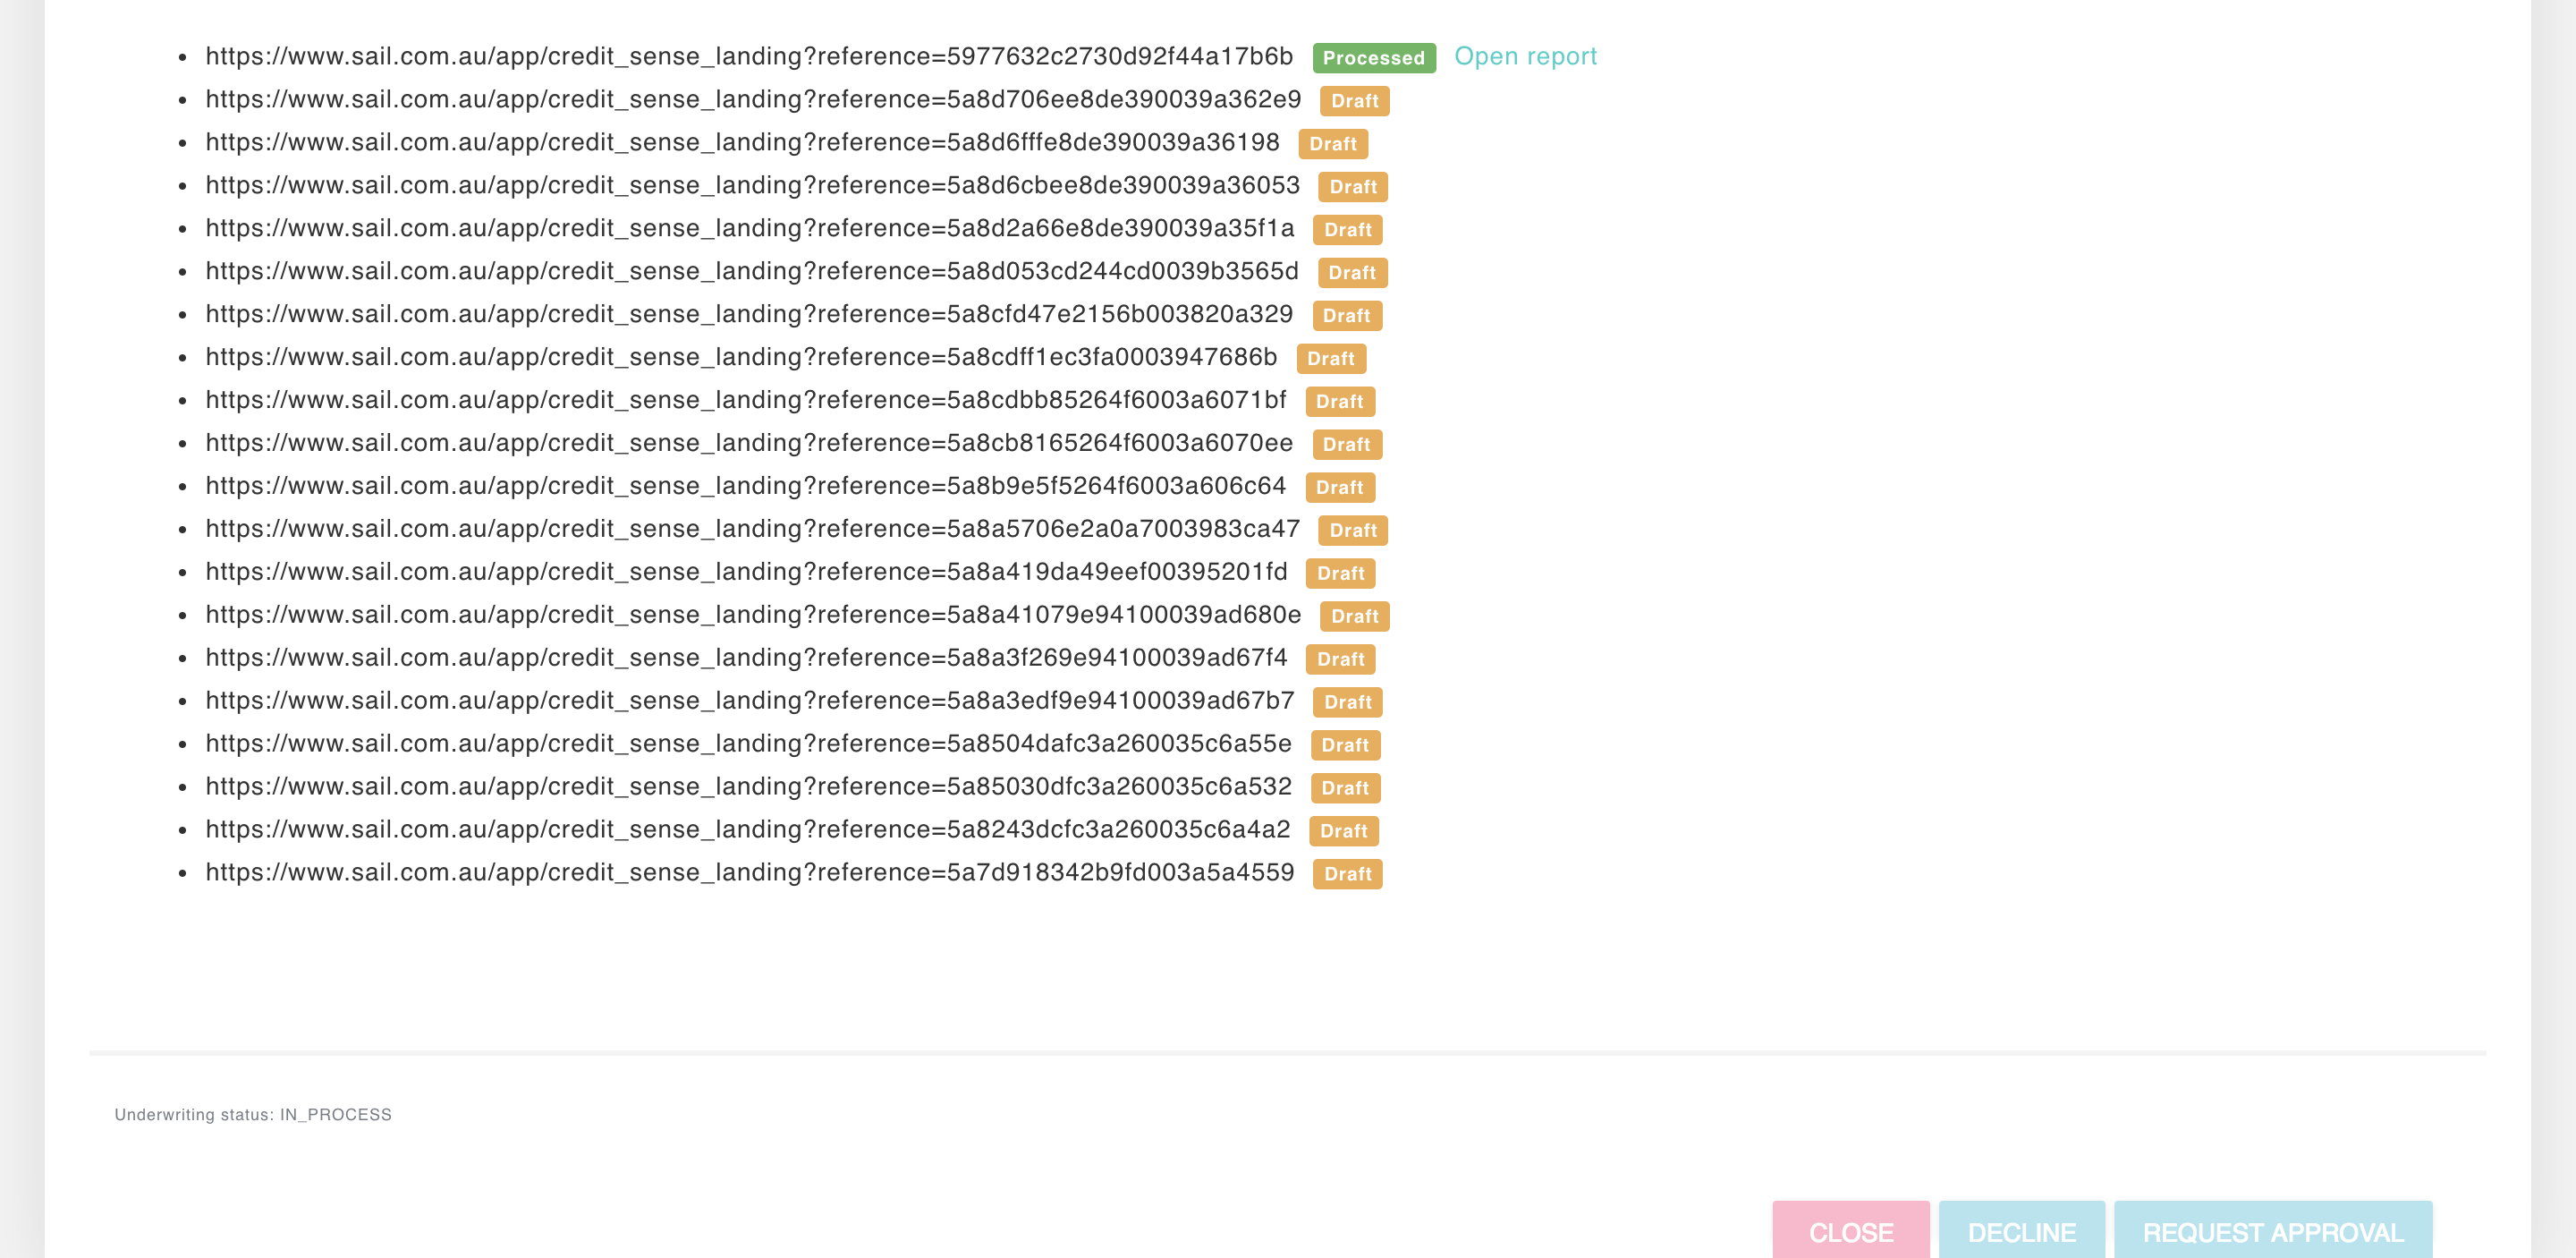 https://www.sail.com.au/app/credit_sense_landing?reference=5977632c2730d92f44a17b6b Processed Open report
https://www.sail.com.au/app/credit_sense_landing?reference=5a8d706ee8de390039a362e9 Draft
https://www.sail.com.au/app/credit_sense_landing?reference=5a8d6fffe8de390039a36198 Draft
https://www.sail.com.au/app/credit_sense_landing?reference=5a8d6cbee8de390039a36053 Draft
https://www.sail.com.au/app/credit_sense_landing?reference=5a8d2a66e8de390039a35f1a Draft
https://www.sail.com.au/app/credit_sense_landing?reference=5a8d053cd244cd0039b3565d Draft
https://www.sail.com.au/app/credit_sense_landing?reference=5a8cfd47e2156b003820a329 Draft
https://www.sail.com.au/app/credit_sense_landing?reference=5a8cdff1ec3fa0003947686b Draft
https://www.sail.com.au/app/credit_sense_landing?reference=5a8cdbb85264f6003a6071bf Draft
https://www.sail.com.au/app/credit_sense_landing?reference=5a8cb8165264f6003a6070ee Draft
https://www.sail.com.au/app/credit_sense_landing?reference=5a8b9e5f5264f6003a606c64 Draft
https://www.sail.com.au/app/credit_sense_landing?reference=5a8a5706e2a0a7003983ca47 Draft
https://www.sail.com.au/app/credit_sense_landing?reference=5a8a419da49eef00395201fd Draft
https://www.sail.com.au/app/credit_sense_landing?reference=5a8a41079e94100039ad680e Draft
https://www.sail.com.au/app/credit_sense_landing?reference=5a8a3f269e94100039ad67f4 Draft
https://www.sail.com.au/app/credit_sense_landing?reference=5a8a3edf9e94100039ad67b7 Draft
https://www.sail.com.au/app/credit_sense_landing?reference=5a8504dafc3a260035c6a55e Draft
https://www.sail.com.au/app/credit_sense_landing?reference=5a85030dfc3a260035c6a532 Draft
https://www.sail.com.au/app/credit_sense_landing?reference=5a8243dcfc3a260035c6a4a2 Draft
https://www.sail.com.au/app/credit_sense_landing?reference=5a7d918342b9fd003a5a4559 Draft
Underwriting status: IN_PROCESS
CLOSE DECLINE REQUEST APPROVAL